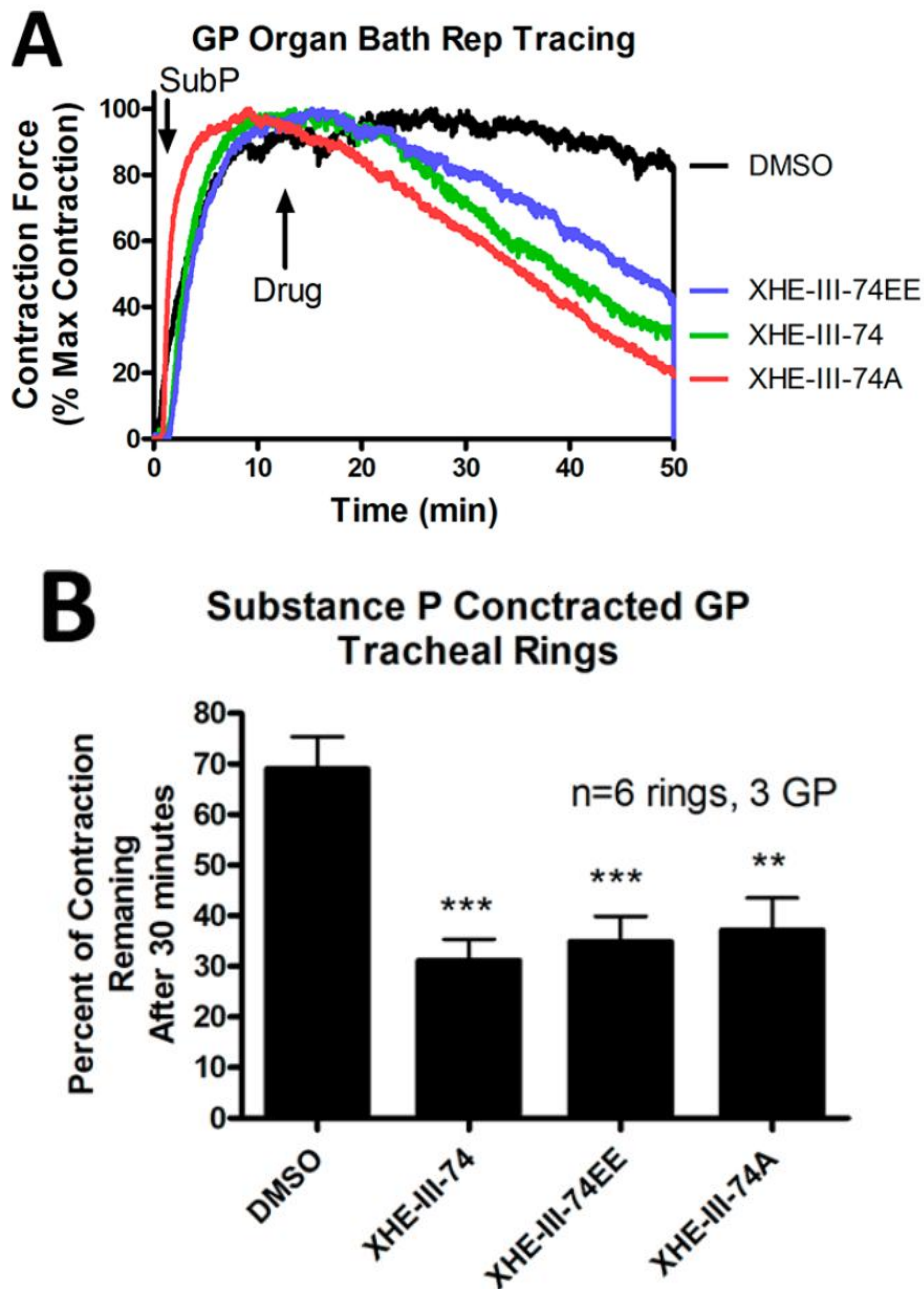 A
GP Organ Bath Rep Tracing
SubP
Contraction Force
(% Max Contraction)
100
80
60
40
20
0
Drug
DMSO
XHE-III-74EE
XHE-III-74
XHE-III-74A
0 10 20 30 40 50
Time (min)
B
Substance P Conctracted GP
Tracheal Rings
Percent of Contraction
Remaning
After 30 minutes
80
70
60
50
40
30
20
10
0
n=6 rings, 3 GP
***
***
**
DMSO
XHE-III-74
XHE-III-74EE
XHE-III-74A